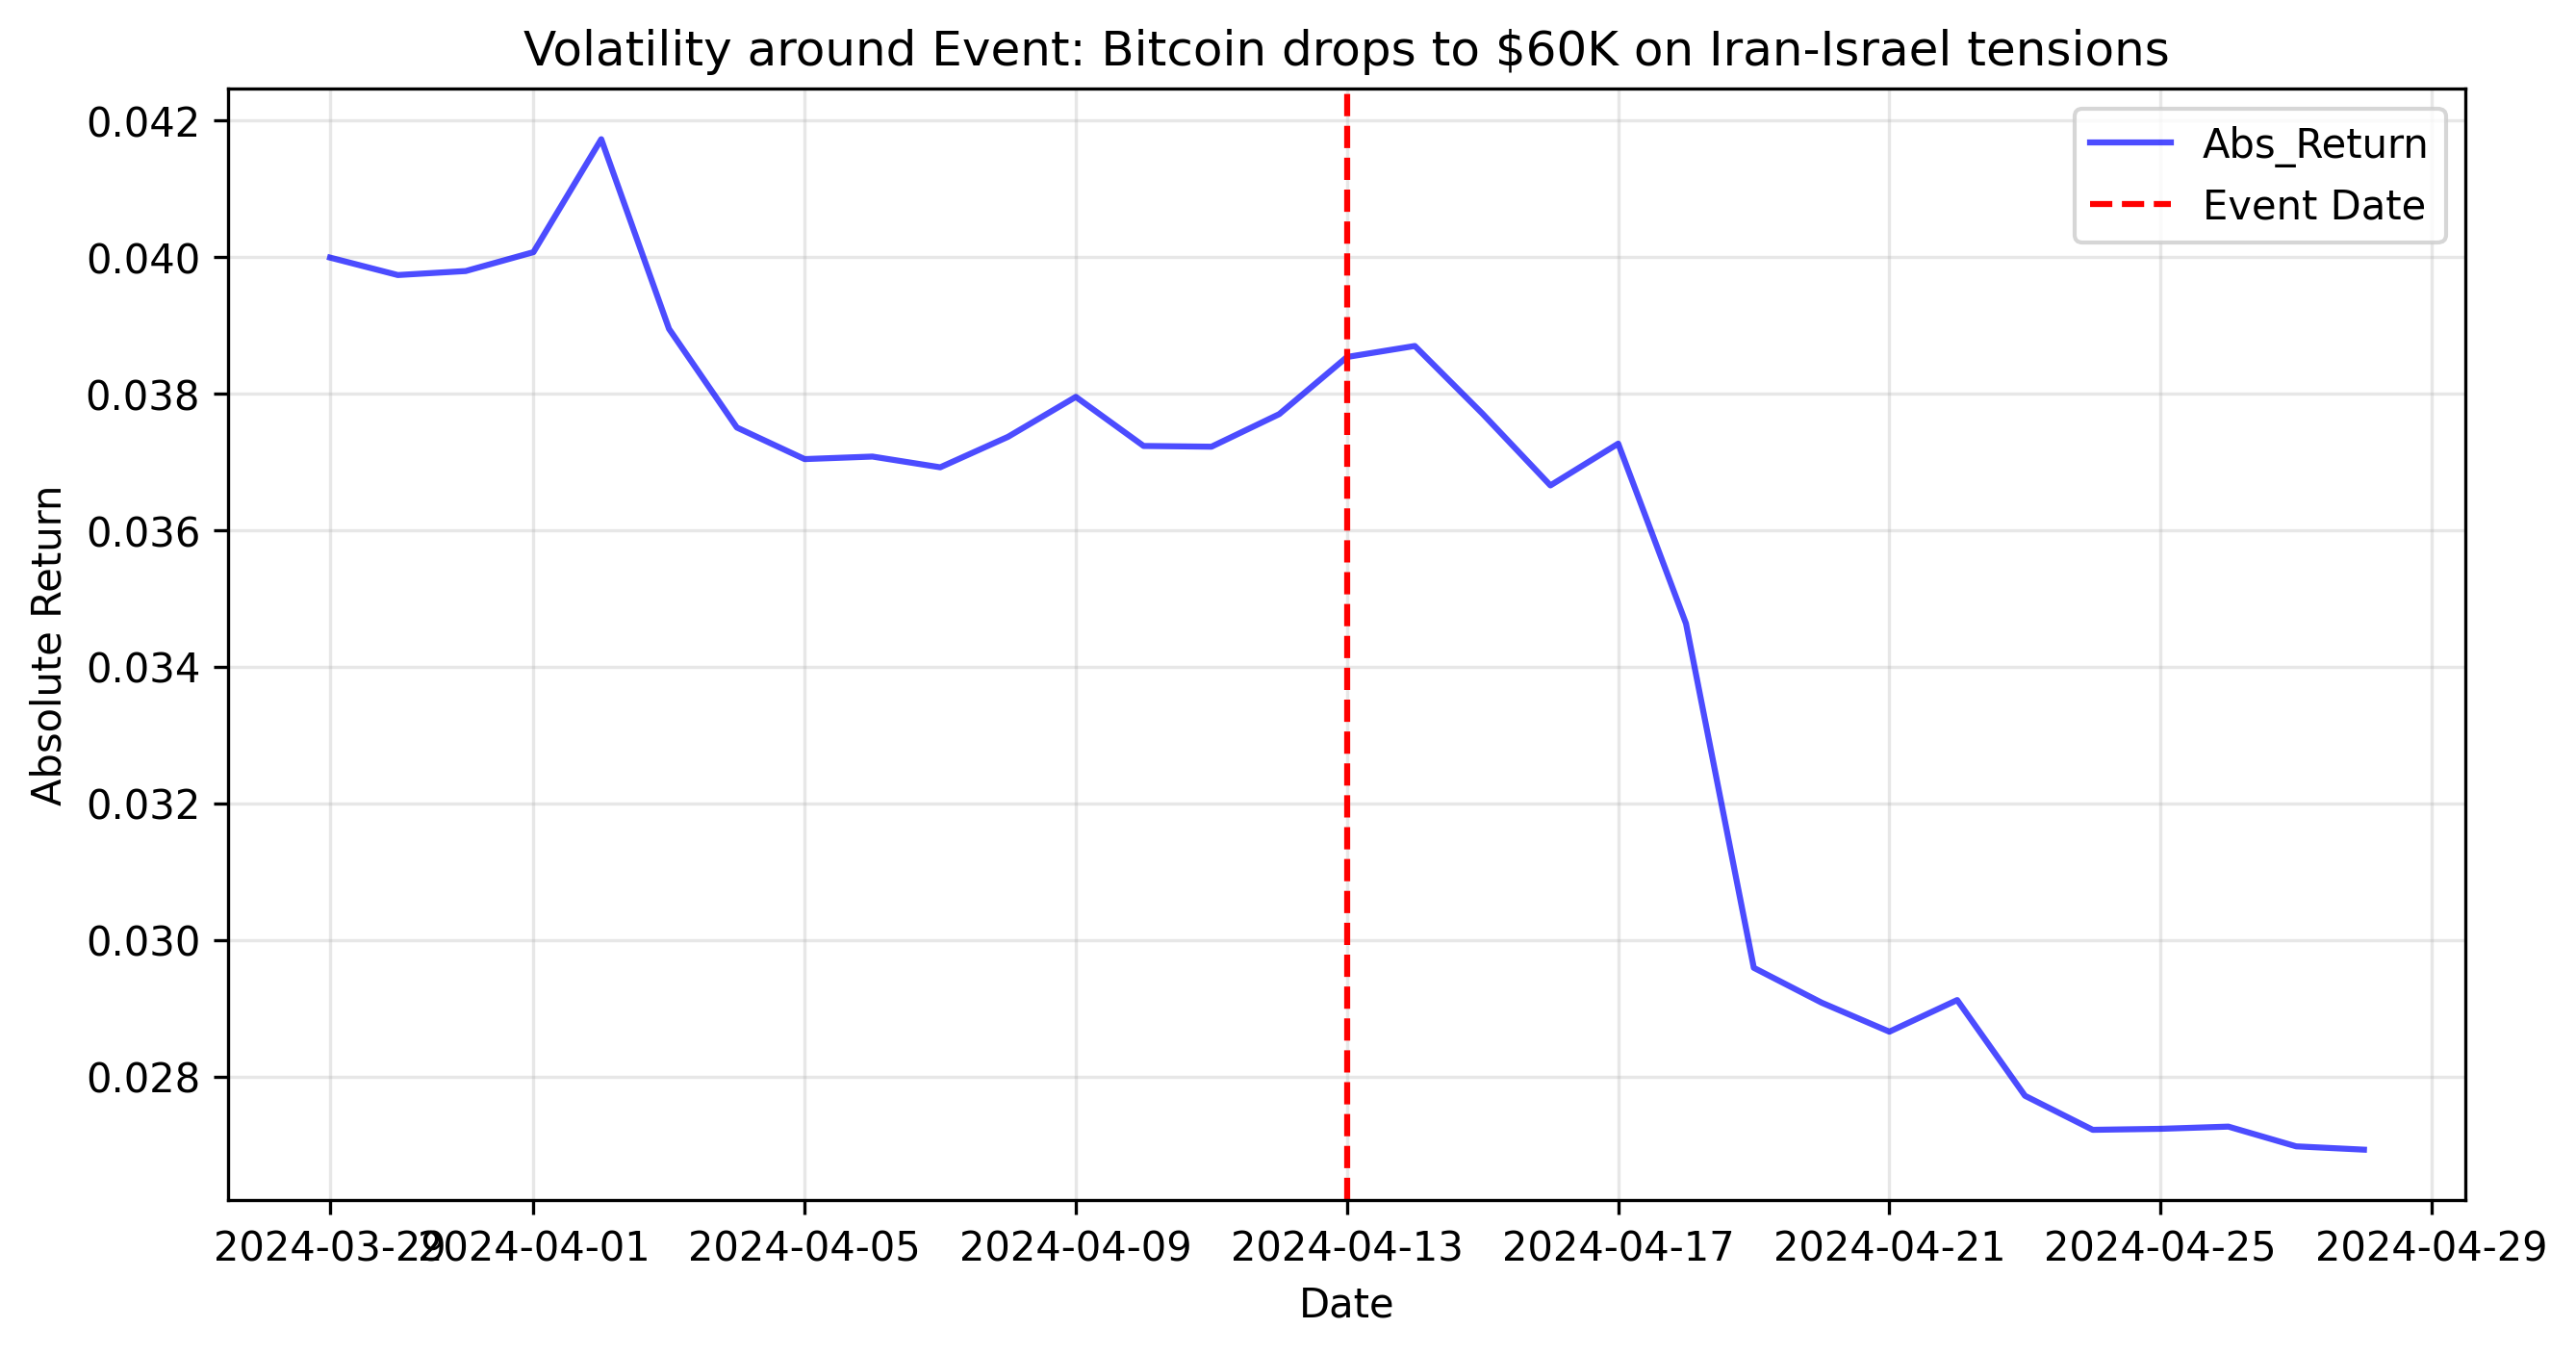 Volatility around Event: Bitcoin drops to $60K on Iran-Israel tensions
Abs_Return
Event Date
0.042
0.040
0.038
0.036
0.034
0.032
0.030
0.028
Absolute Return
2024-03-29 2024-04-01 2024-04-05 2024-04-09 2024-04-13 2024-04-17 2024-04-21 2024-04-25 2024-04-29
Date